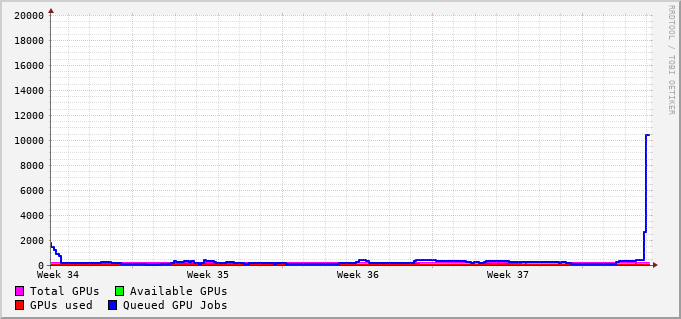 20000
18000
16000
14000
12000
10000
8000
6000
4000
2000
0
Week 34 Week 35 Week 36 Week 37
Total GPUs Available GPUs
GPUs used Queued GPU Jobs
RRDTOOL / TOBI OETIKER